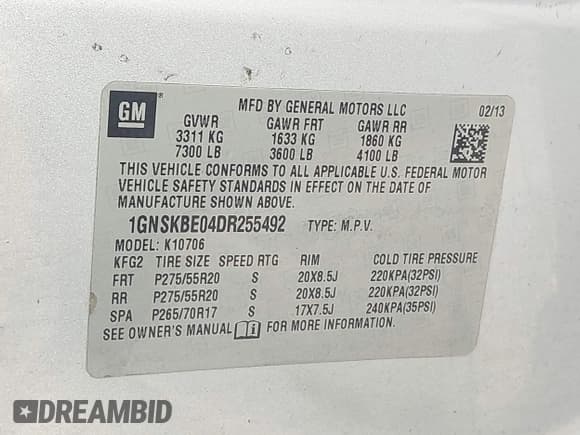 GM ®
MFD BY GENERAL MOTORS LLC 02/13
GVWR GAWR FRT GAWR RR
3311 KG 1633 KG 1860 KG
7300 LB 3600 LB 4100 LB
THIS VEHICLE CONFORMS TO ALL APPLICABLE U.S. FEDERAL MOTOR
VEHICLE SAFETY STANDARDS IN EFFECT ON THE DATE OF
MANUFACTURE SHOWN ABOVE.
1GNSKBE04DR255492 TYPE: M.P.V.
MODEL: K10706
KFG2 TIRE SIZE SPEED RTG RIM COLD TIRE PRESSURE
FRT P275/55R20 S 20X8.5J 220KPA(32PSI)
RR P275/55R20 S 20X8.5J 220KPA(32PSI)
SPA P265/70R17 S 17X7.5J 240KPA(35PSI)
SEE OWNER'S MANUAL FOR MORE INFORMATION.
DREAMBID